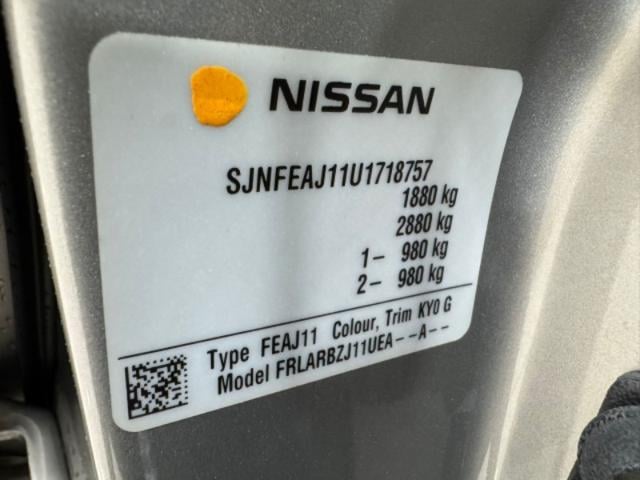 NISSAN
SJNFEAJ11U1718757
1880 kg
2880 kg
1– 980 kg
2– 980 kg
Type FEAJ11 Colour, Trim KY0 G
Model FRLARBZJ11UEA--A--